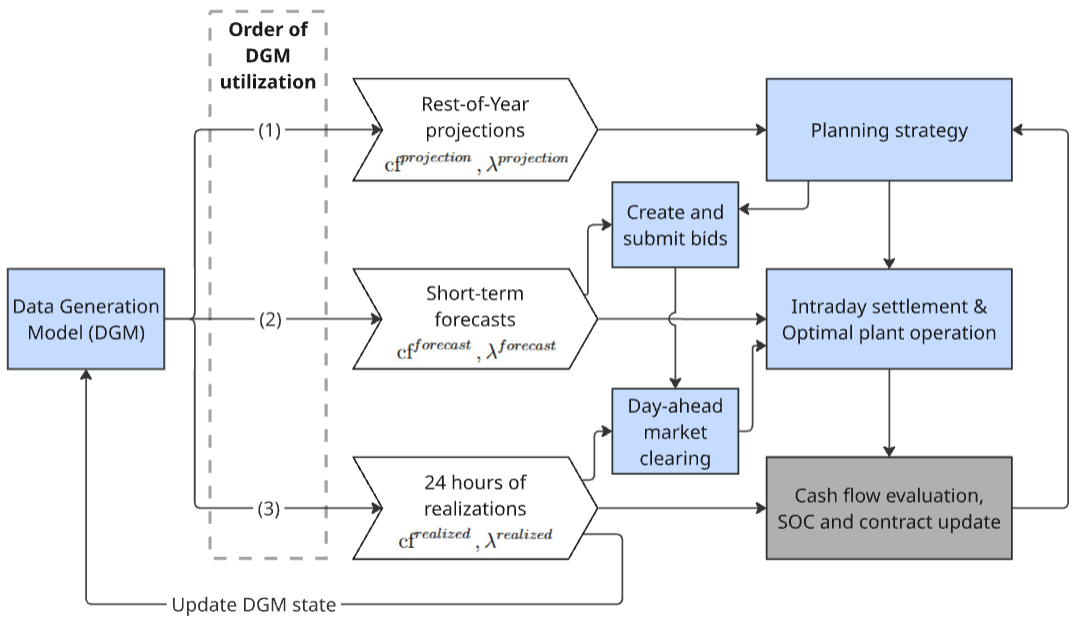 Order of
DGM
utilization
(1)
Rest-of-Year
projections
cf^projection , λ^projection
Planning strategy
Create and
submit bids
Data Generation
Model (DGM)
(2)
Short-term
forecasts
cf^forecast , λ^forecast
Intraday settlement &
Optimal plant operation
Day-ahead
market
clearing
(3)
24 hours of
realizations
cf^realized , λ^realized
Cash flow evaluation,
SOC and contract update
Update DGM state